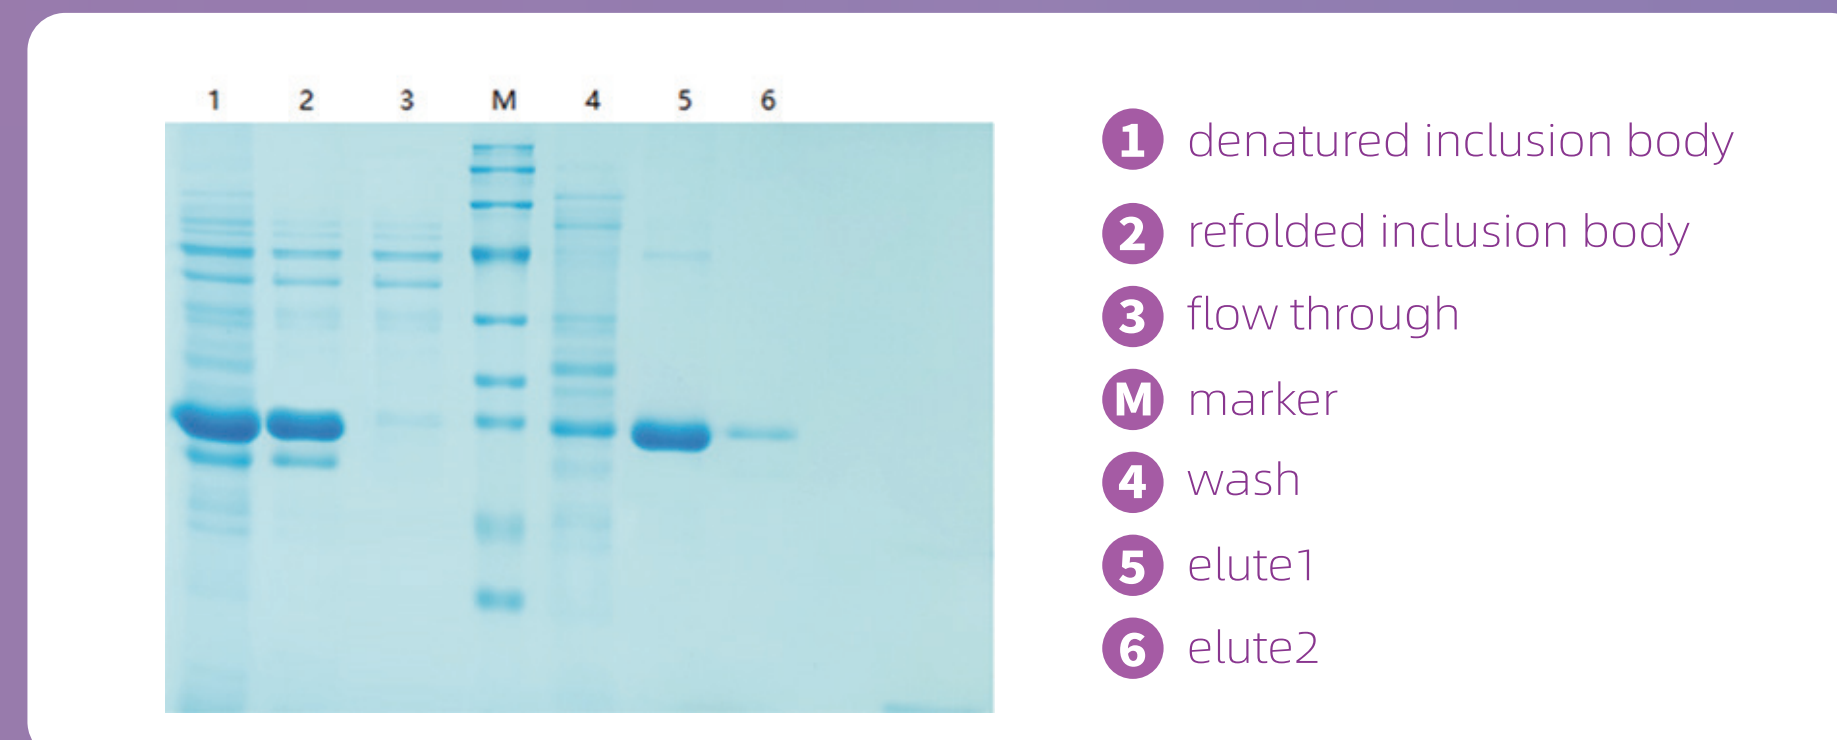 1 2 3 M 4 5 6
1 denatured inclusion body
2 refolded inclusion body
3 flow through
M marker
4 wash
5 elute1
6 elute2